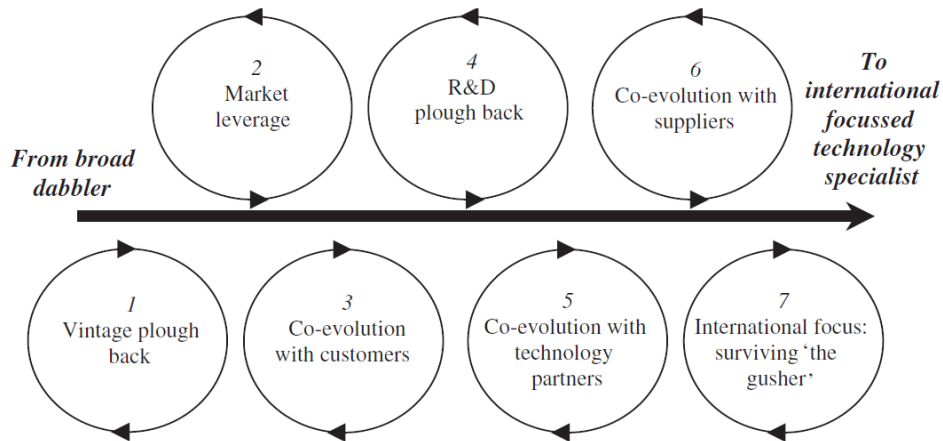 From broad
dabbler
2
Market
leverage
4
R&D
plough back
6
Co-evolution with
suppliers
To
international
focussed
technology
specialist
1
Vintage plough
back
3
Co-evolution
with customers
5
Co-evolution with
technology
partners
7
International focus:
surviving ‘the
gusher’